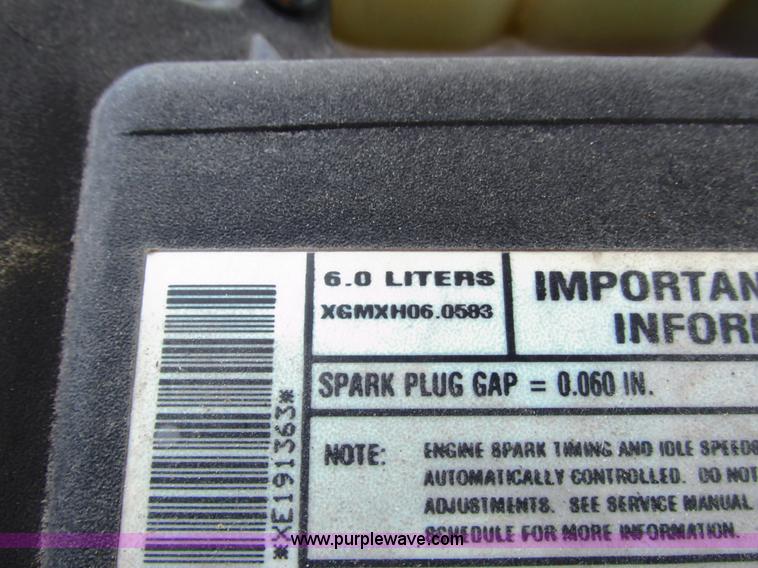 6.0 LITERS
XGMXH06.0583
IMPORTAN
INFOR
SPARK PLUG GAP = 0.060 IN.
NOTE: ENGINE SPARK TIMING AND IDLE SPEEDS
AUTOMATICALLY CONTROLLED. DO NOT
ADJUSTMENTS. SEE SERVICE MANUAL
SCHEDULE FOR MORE INFORMATION.
*XE191363*
www.purplewave.com